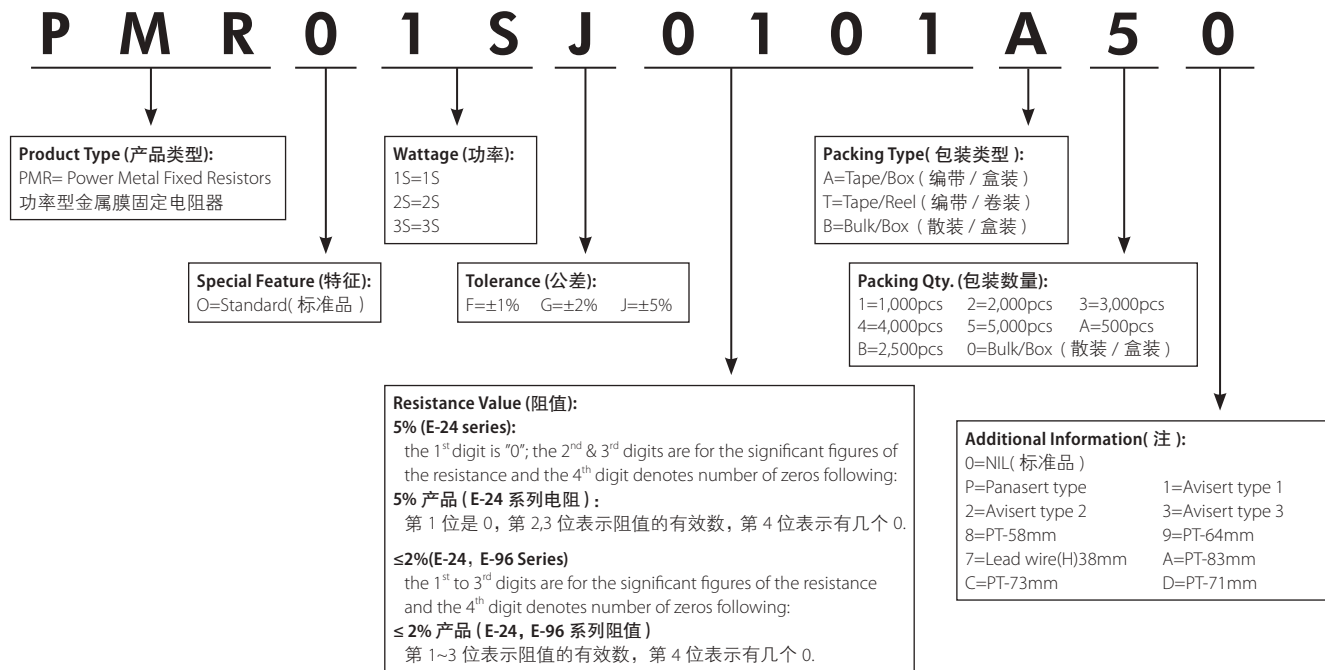 P M R 0 1 S J 0 1 0 1 A 5 0
Product Type (产品类型):
PMR= Power Metal Fixed Resistors
功率型金属膜固定电阻器
Wattage (功率):
1S=1S
2S=2S
3S=3S
Packing Type( 包装类型 ):
A=Tape/Box ( 编带 / 盒装 )
T=Tape/Reel ( 编带 / 卷装 )
B=Bulk/Box ( 散装 / 盒装 )
Special Feature (特征):
O=Standard( 标准品 )
Tolerance (公差):
F=±1% G=±2% J=±5%
Packing Qty. (包装数量):
1=1,000pcs 2=2,000pcs 3=3,000pcs
4=4,000pcs 5=5,000pcs A=500pcs
B=2,500pcs 0=Bulk/Box ( 散装 / 盒装 )
Resistance Value (阻值):
5% (E-24 series):
the 1st digit is "0"; the 2nd & 3rd digits are for the significant figures of
the resistance and the 4th digit denotes number of zeros following:
5% 产品 ( E-24 系列电阻 ) :
第 1 位是 0, 第 2,3 位表示阻值的有效数, 第 4 位表示有几个 0.
≤2%(E-24, E-96 Series)
the 1st to 3rd digits are for the significant figures of the resistance
and the 4th digit denotes number of zeros following:
≤ 2% 产品 ( E-24, E-96 系列阻值 )
第 1~3 位表示阻值的有效数, 第 4 位表示有几个 0.
Additional Information( 注 ):
0=NIL( 标准品 )
P=Panasert type 1=Avisert type 1
2=Avisert type 2 3=Avisert type 3
8=PT-58mm 9=PT-64mm
7=Lead wire(H)38mm A=PT-83mm
C=PT-73mm D=PT-71mm